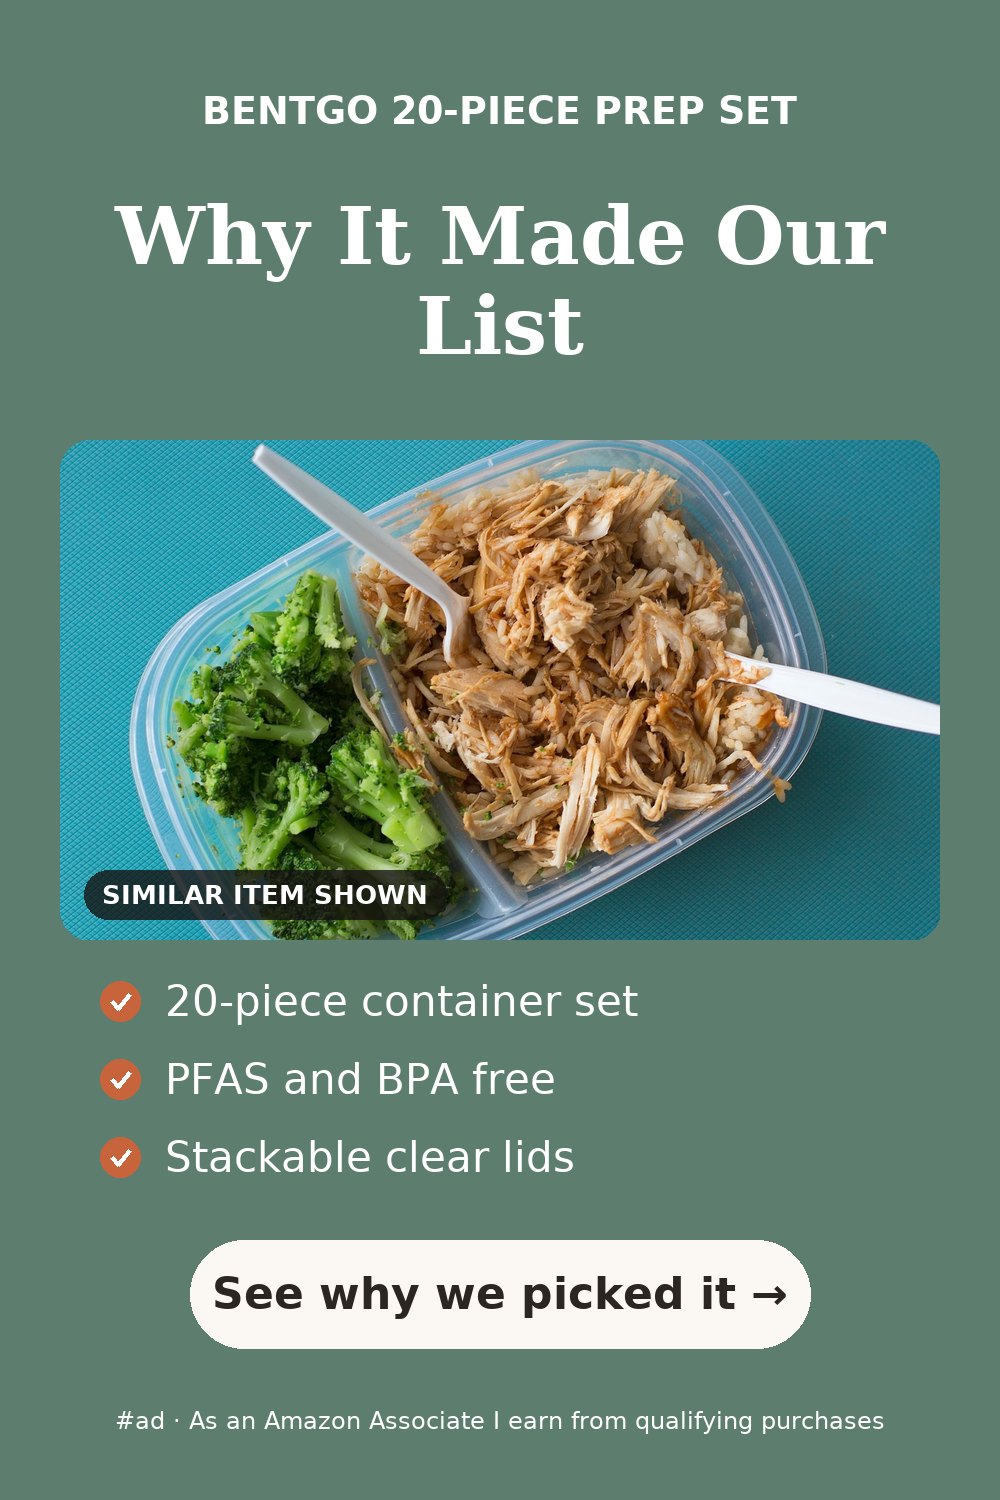 BENTGO 20-PIECE PREP SET
Why It Made Our
List
SIMILAR ITEM SHOWN
20-piece container set
PFAS and BPA free
Stackable clear lids
See why we picked it →
#ad · As an Amazon Associate I earn from qualifying purchases